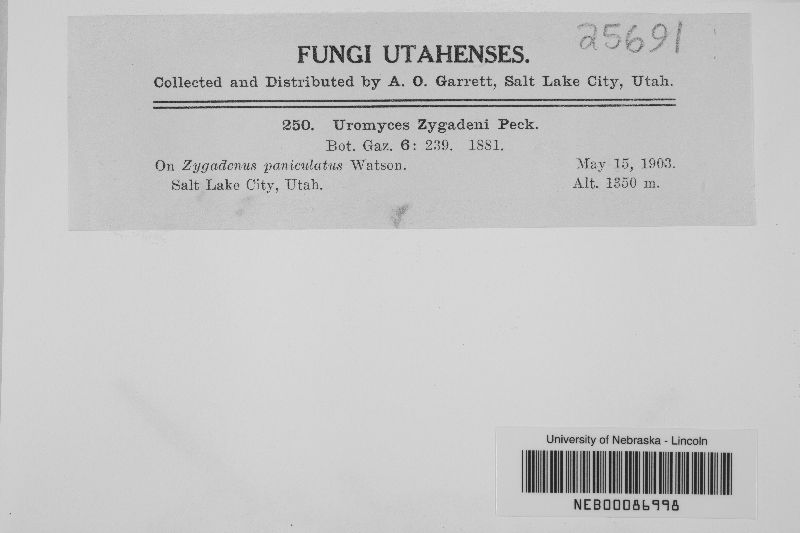 25691
FUNGI UTAHENSES.
Collected and Distributed by A. O. Garrett, Salt Lake City, Utah.
250. Uromyces Zygadeni Peck.
Bot. Gaz. 6: 239. 1881.
On Zygadenus paniculatus Watson. May 15, 1903.
Salt Lake City, Utah. Alt. 1350 m.
University of Nebraska - Lincoln
NEB00086998